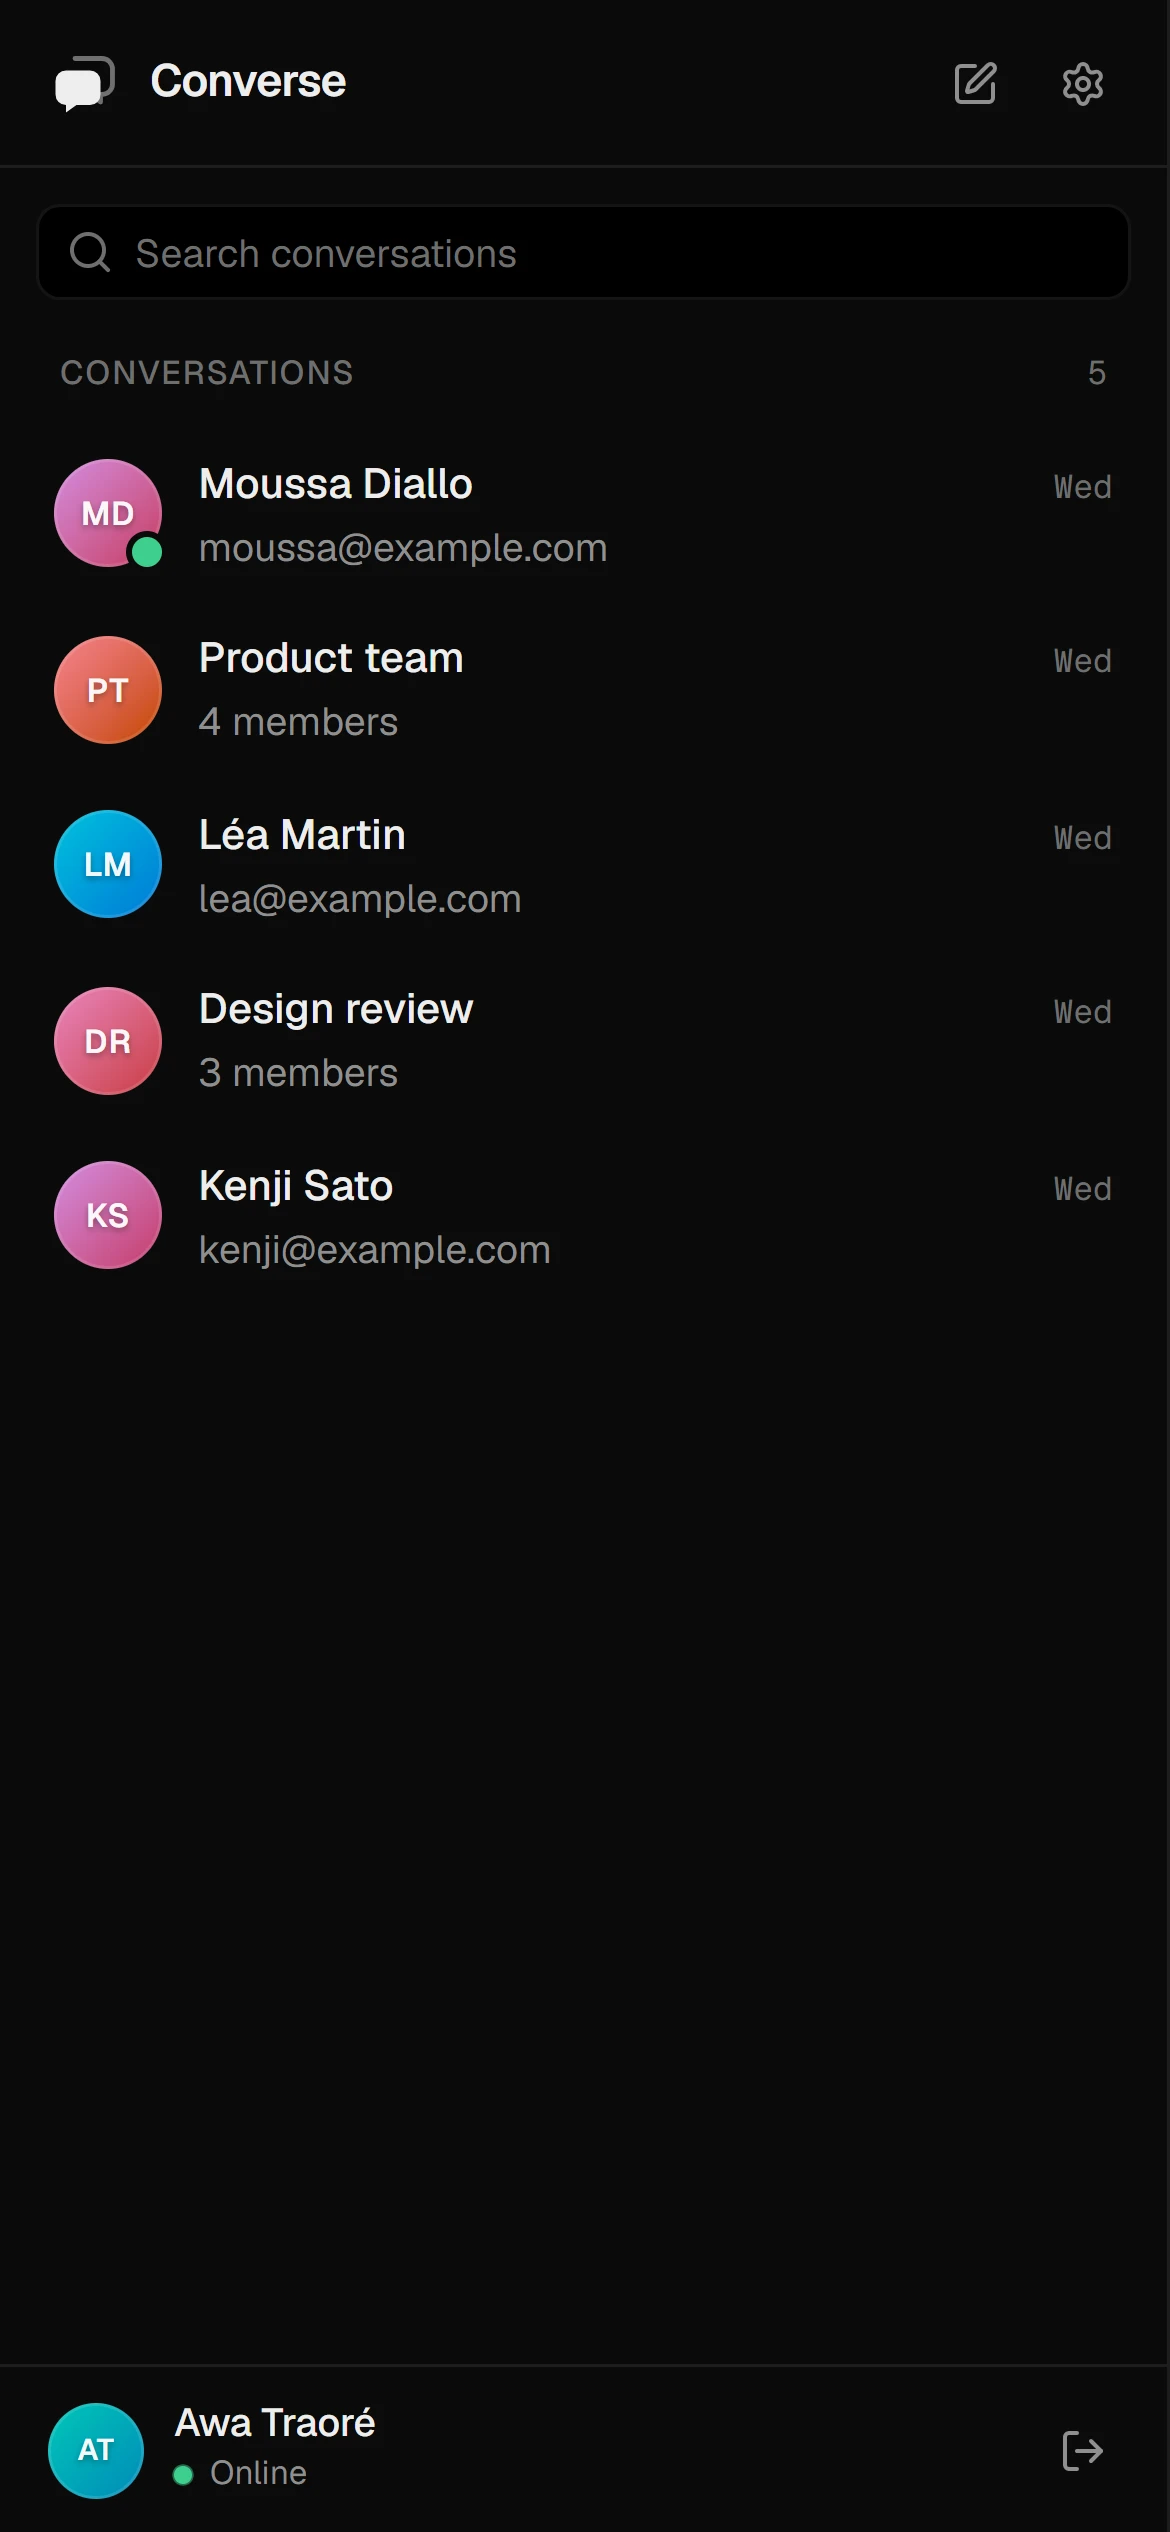 Converse
Search conversations
CONVERSATIONS 5
MD Moussa Diallo Wed
moussa@example.com
PT Product team Wed
4 members
LM Léa Martin Wed
lea@example.com
DR Design review Wed
3 members
KS Kenji Sato Wed
kenji@example.com
AT Awa Traoré
Online